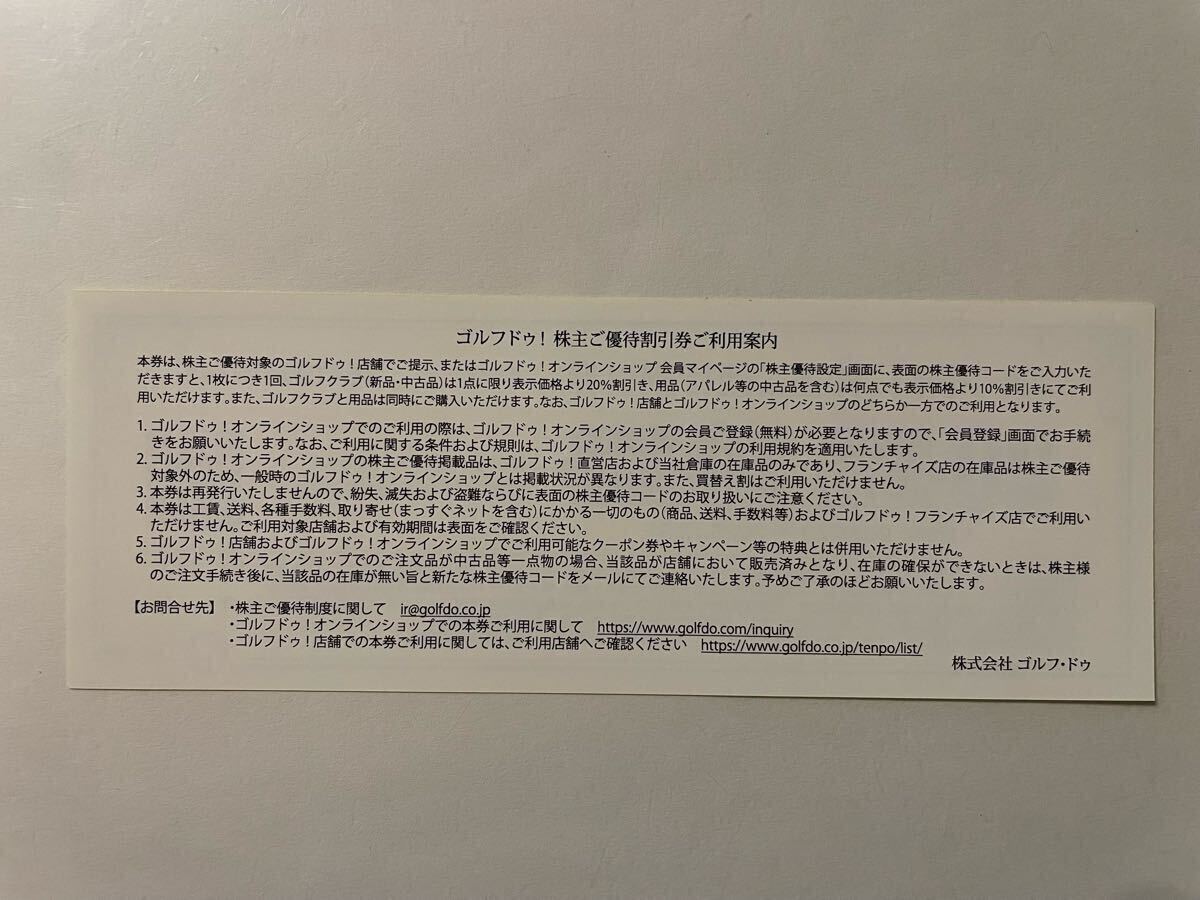 ゴルフドゥ！株主ご優待割引券ご利用案内
本券は、株主ご優待対象のゴルフドゥ！店舗でご提示、またはゴルフドゥ！オンラインショップ 会員マイページの「株主優待設定」画面に、表面の株主優待コードをご入力いた
だきますと、1枚につき1回、ゴルフクラブ（新品・中古品）は1点に限り表示価格より20%割引き、用品（アパレル等の中古品を含む）は何点でも表示価格より10%割引きにてご利
用いただけます。また、ゴルフクラブと用品は同時にご購入いただけます。なお、ゴルフドゥ！店舗とゴルフドゥ！オンラインショップのどちらか一方でのご利用となります。
1. ゴルフドゥ！オンラインショップでのご利用の際は、ゴルフドゥ！オンラインショップの会員ご登録（無料）が必要となりますので、「会員登録」画面でお手続
きをお願いいたします。なお、ご利用に関する条件および規則は、ゴルフドゥ！オンラインショップの利用規約を適用いたします。
2. ゴルフドゥ！オンラインショップの株主ご優待掲載品は、ゴルフドゥ！直営店および当社倉庫の在庫品のみであり、フランチャイズ店の在庫品は株主ご優待
対象外のため、一般時のゴルフドゥ！オンラインショップとは掲載状況が異なります。また、買替え割はご利用いただけません。
3. 本券は再発行いたしませんので、紛失、滅失および盗難ならびに表面の株主優待コードのお取り扱いにご注意ください。
4. 本券は工賃、送料、各種手数料、取り寄せ（まっすぐネットを含む）にかかる一切のもの（商品、送料、手数料等）およびゴルフドゥ！フランチャイズ店でご利用い
ただけません。ご利用対象店舗および有効期間は表面をご確認ください。
5. ゴルフドゥ！店舗およびゴルフドゥ！オンラインショップでご利用可能なクーポン券やキャンペーン等の特典とは併用いただけません。
6. ゴルフドゥ！オンラインショップでのご注文品が中古品等一点物の場合、当該品が店舗において販売済みとなり、在庫の確保ができないときは、株主様
のご注文手続き後に、当該品の在庫が無い旨と新たな株主優待コードをメールにてご連絡いたします。予めご了承のほどお願いいたします。
【お問合せ先】 ・株主ご優待制度に関して ir@golfdo.co.jp
・ゴルフドゥ！オンラインショップでの本券ご利用に関して https://www.golfdo.com/inquiry
・ゴルフドゥ！店舗での本券ご利用に関しては、ご利用店舗へご確認ください https://www.golfdo.co.jp/tenpo/list/
株式会社 ゴルフ・ドゥ